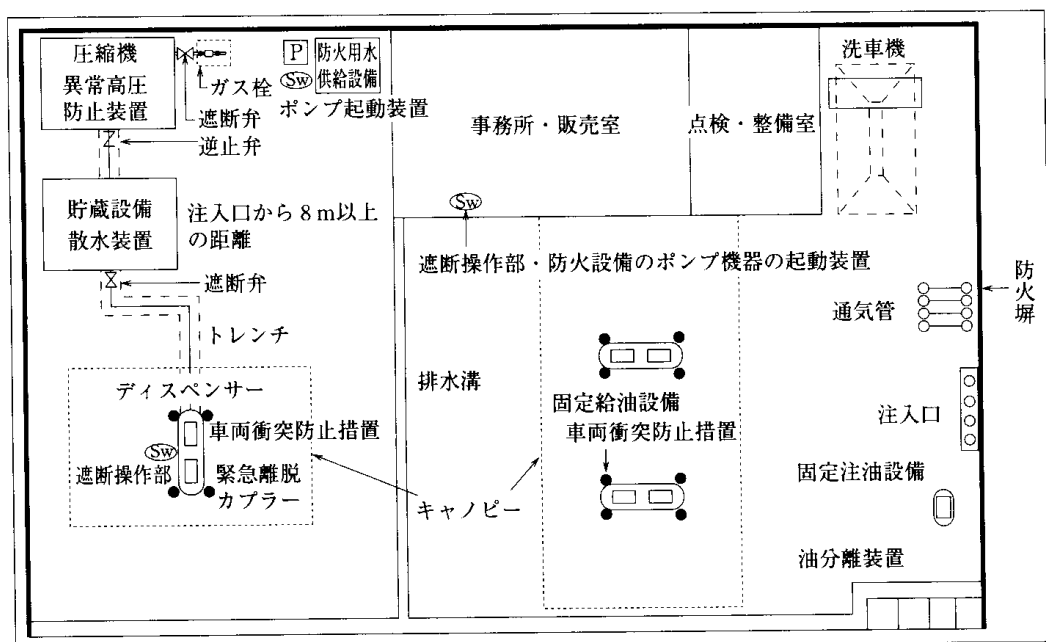 圧縮機
異常高圧
防止装置
ガス栓
遮断弁
逆止弁
P
防火用水
Sw
供給設備
ポンプ起動装置
事務所・販売室
点検・整備室
洗車機
貯蔵設備
散水装置
注入口から8m以上
の距離
Sw
遮断操作部・防火設備のポンプ機器の起動装置
防火塀
遮断弁
通気管
トレンチ
ディスペンサー
排水溝
固定給油設備
車両衝突防止措置
注入口
車両衝突防止措置
Sw
遮断操作部
緊急離脱
カプラー
キャノピー
固定注油設備
油分離装置